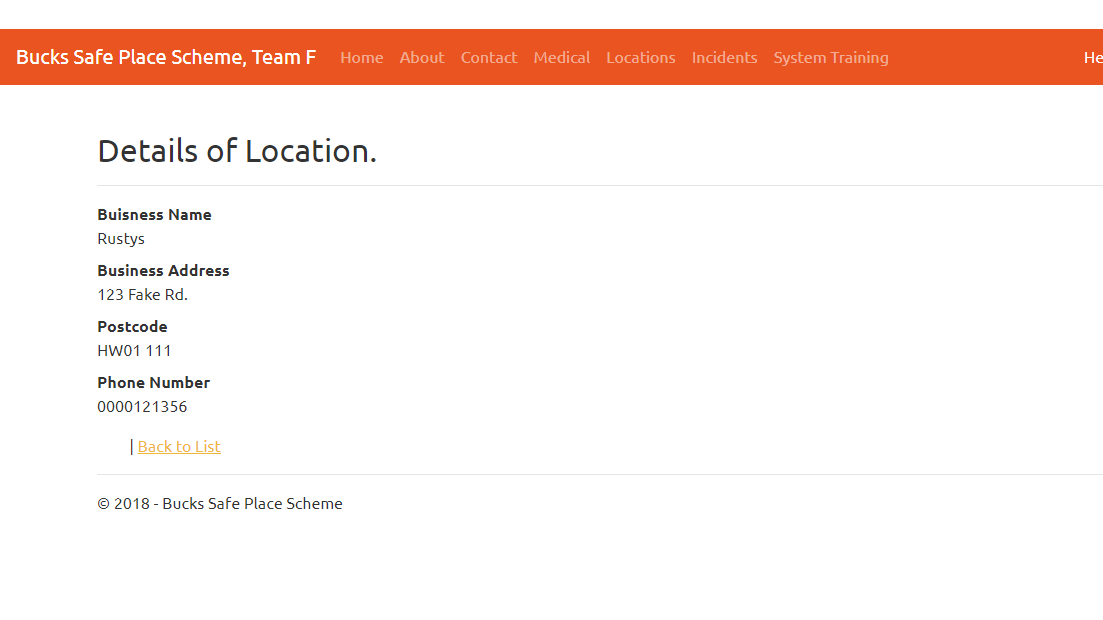 Bucks Safe Place Scheme, Team F Home About Contact Medical Locations Incidents System Training He
Details of Location.
Buisness Name
Rustys
Business Address
123 Fake Rd.
Postcode
HW01 111
Phone Number
0000121356
| Back to List
© 2018 - Bucks Safe Place Scheme